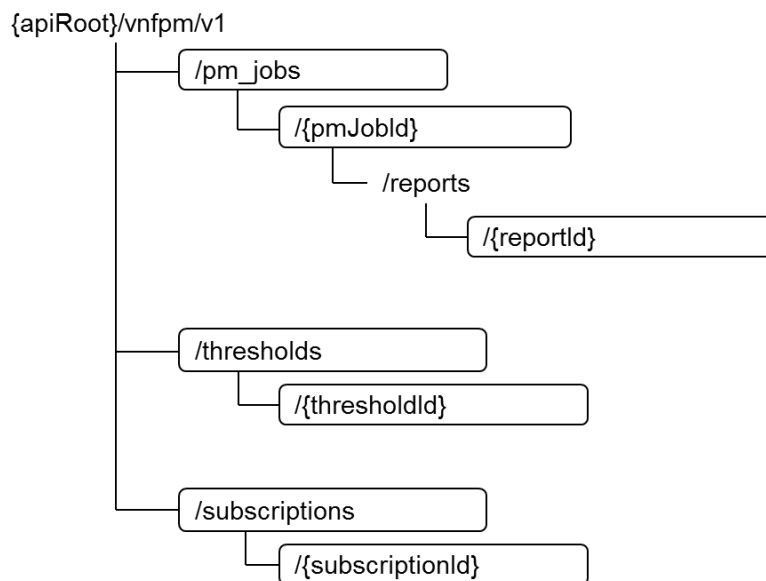 {apiRoot}/vnfpm/v1
/pm_jobs
/{pmJobId}
/reports
/{reportId}
/thresholds
/{thresholdId}
/subscriptions
/{subscriptionId}